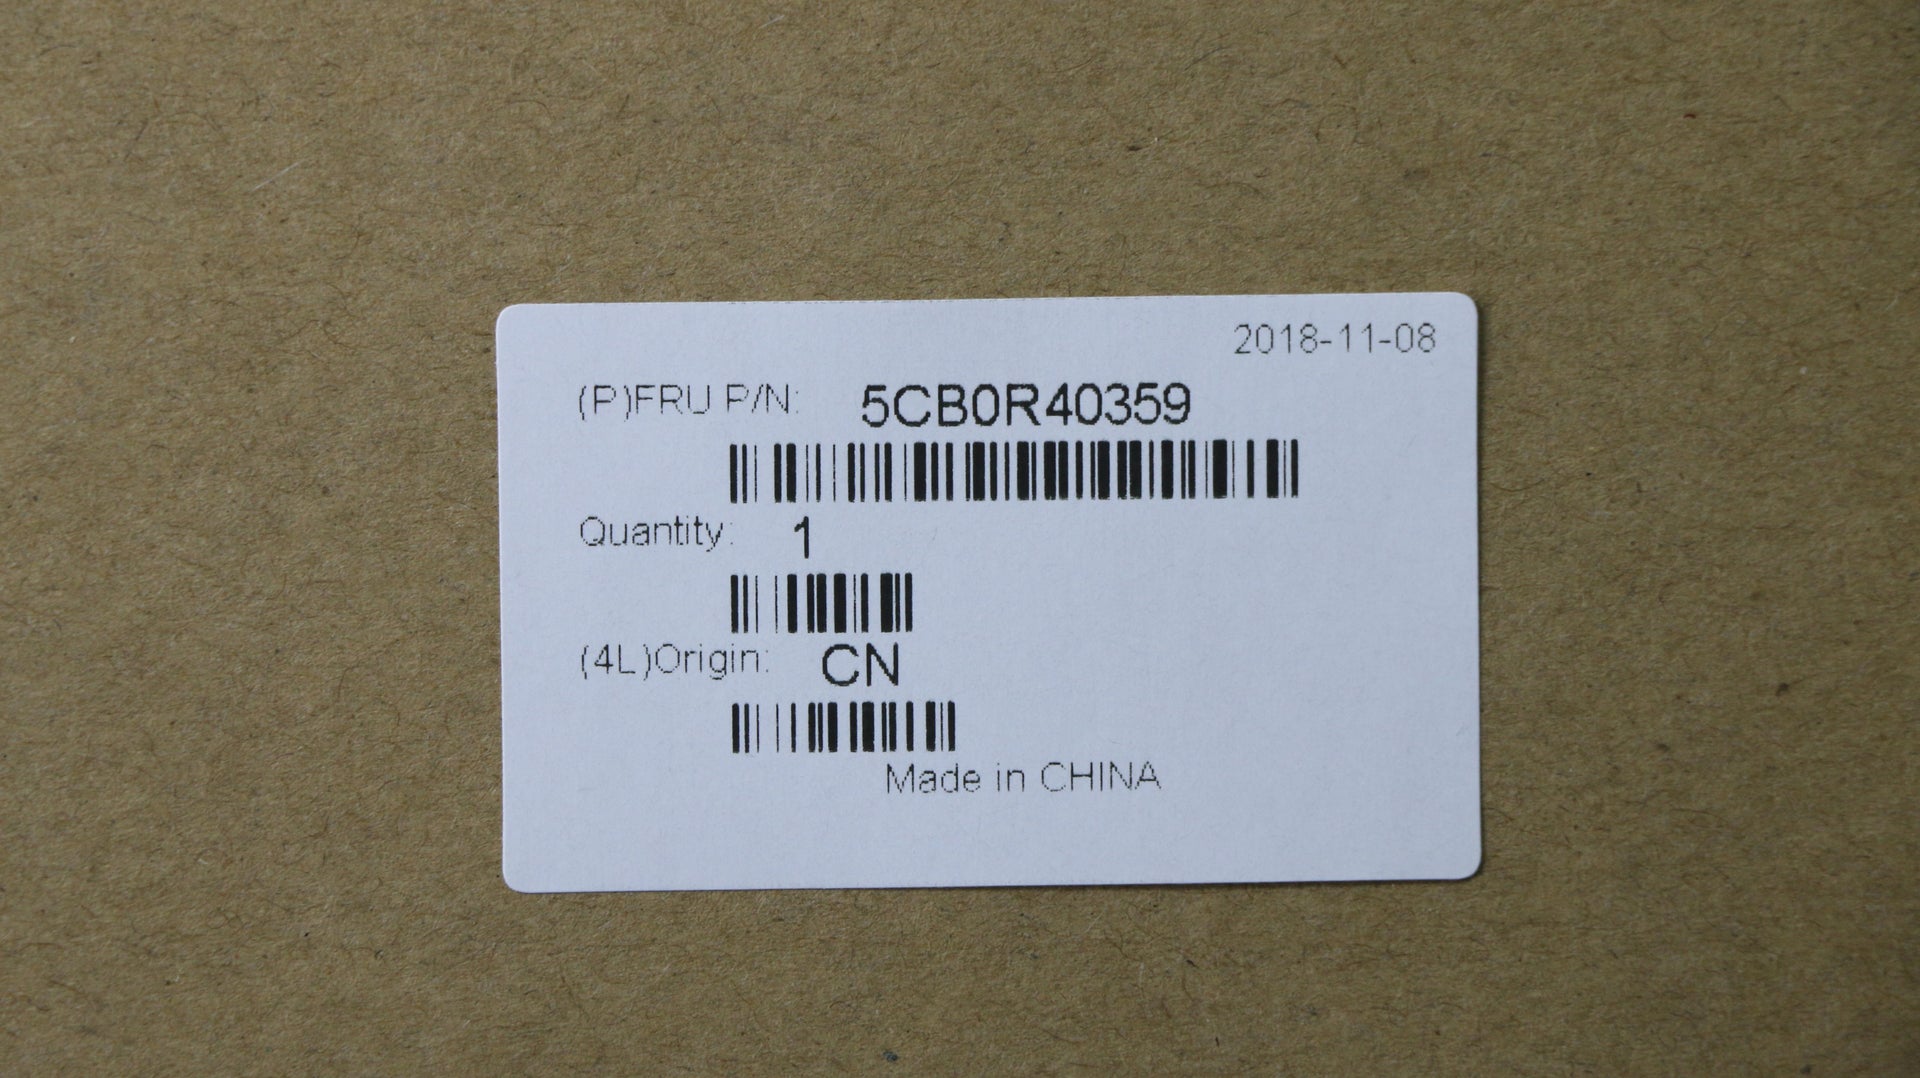 2018-11-08
(P)FRU P/N: 5CB0R40359
Quantity: 1
(4L)Origin: CN
Made in CHINA